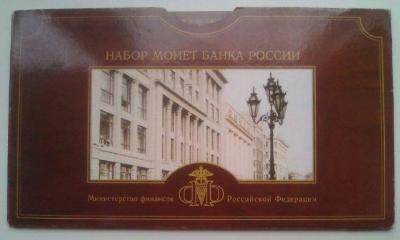 НАБОР МОНЕТ БАНКА РОССИИ
Министерство финансов Российской Федерации